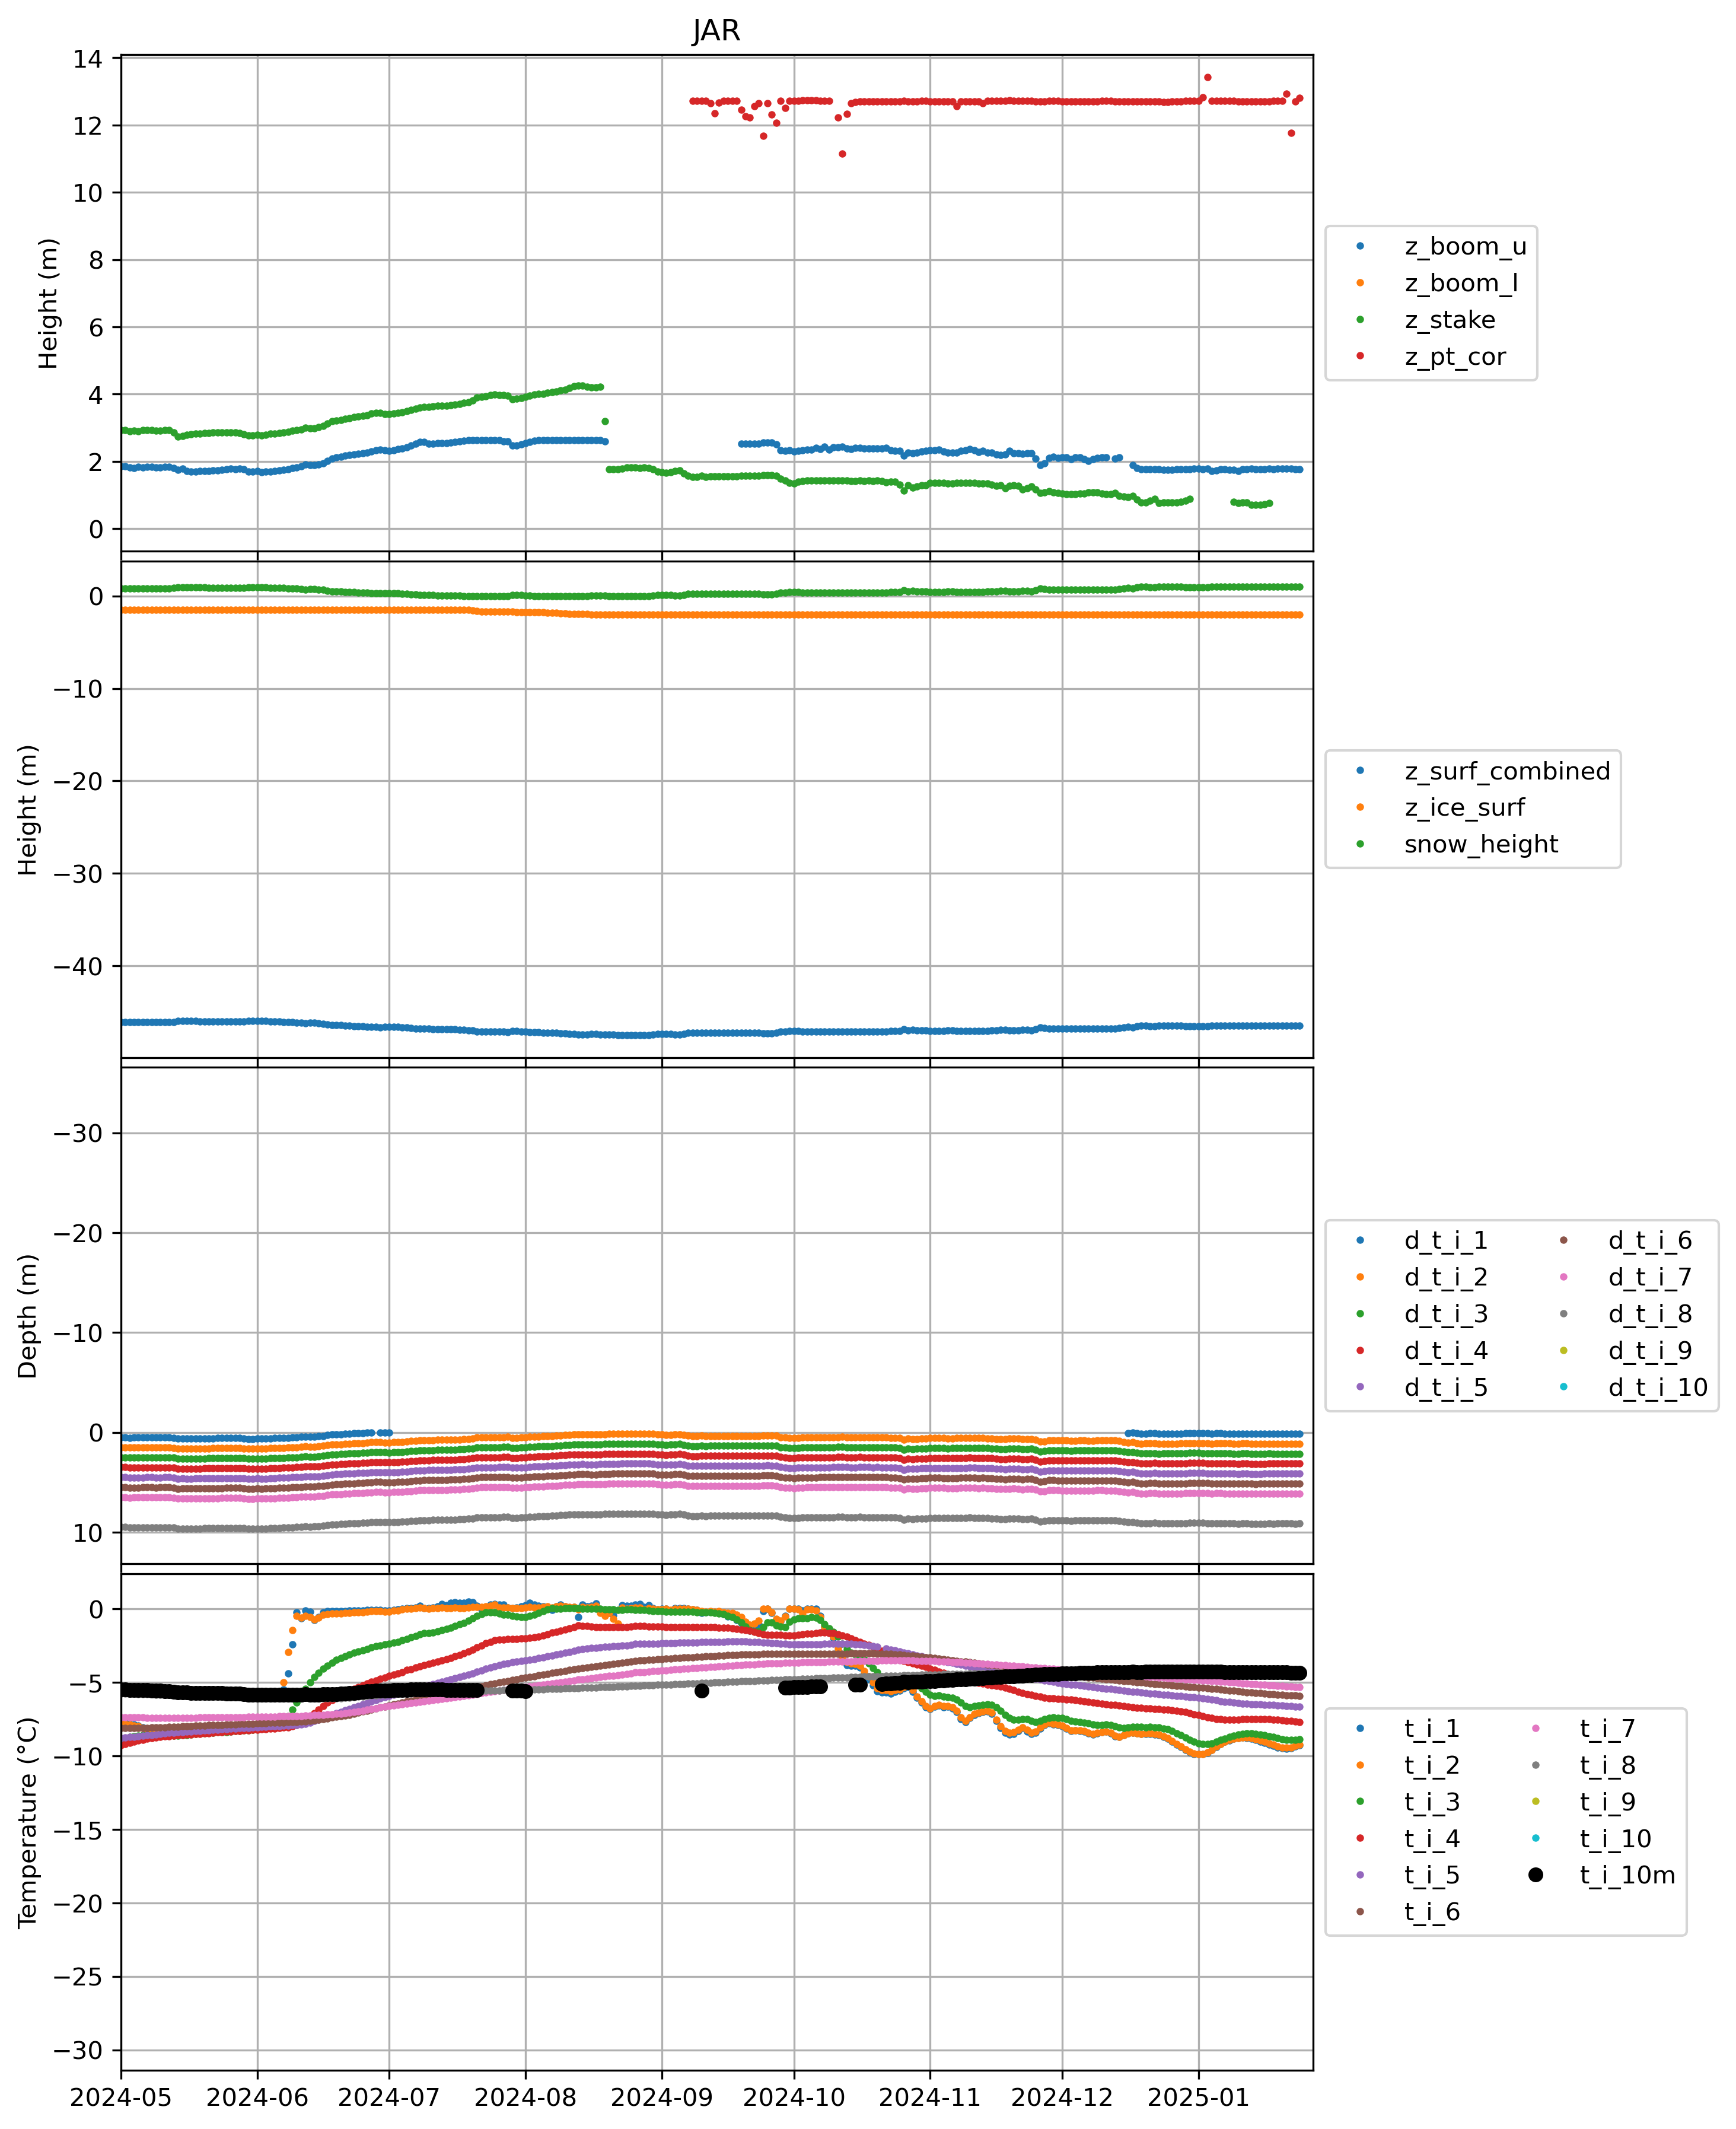 JAR
14
12
10
8
6
4
2
0
Height (m)
z_boom_u
z_boom_l
z_stake
z_pt_cor
0
−10
−20
−30
−40
Height (m)
z_surf_combined
z_ice_surf
snow_height
−30
−20
−10
0
10
Depth (m)
d_t_i_1 d_t_i_6
d_t_i_2 d_t_i_7
d_t_i_3 d_t_i_8
d_t_i_4 d_t_i_9
d_t_i_5 d_t_i_10
0
−5
−10
−15
−20
−25
−30
Temperature (°C)
t_i_1 t_i_7
t_i_2 t_i_8
t_i_3 t_i_9
t_i_4 t_i_10
t_i_5 t_i_10m
t_i_6
2024-05 2024-06 2024-07 2024-08 2024-09 2024-10 2024-11 2024-12 2025-01